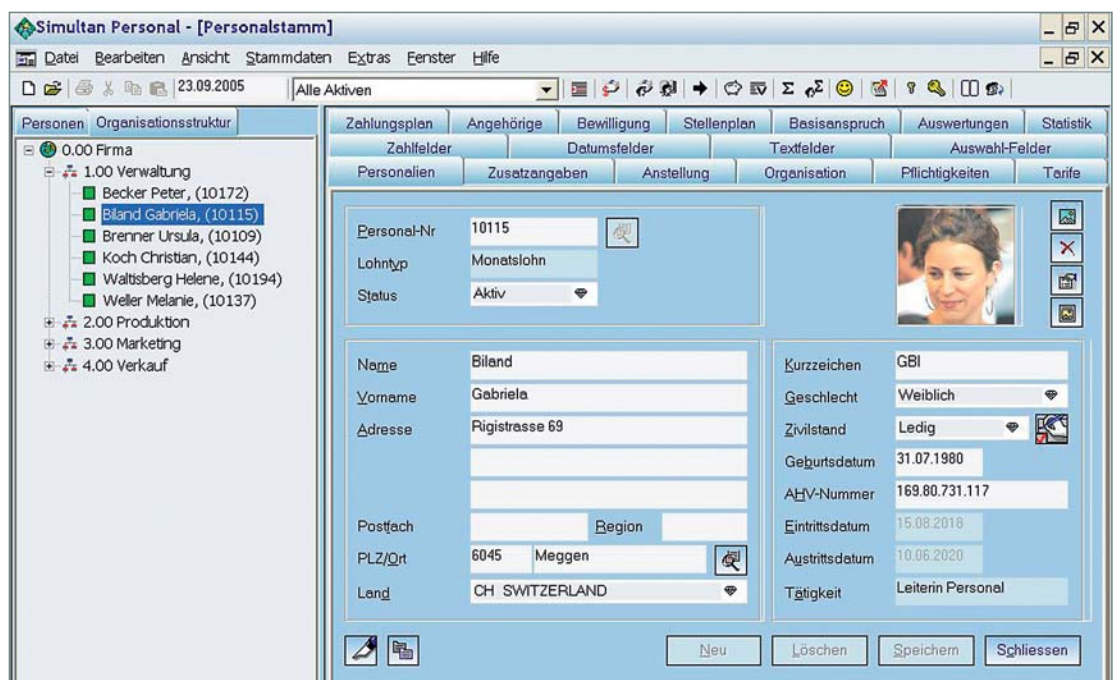 Simultan Personal - [Personalstamm]
Datei Bearbeiten Ansicht Stammdaten Extras Fenster Hilfe
23.09.2005 Alle Aktiven
Personen Organisationsstruktur
0.00 Firma
1.00 Verwaltung
Becker Peter, (10172)
Biland Gabriela, (10115)
Brenner Ursula, (10109)
Koch Christian, (10144)
Waltisberg Helene, (10194)
Weller Melanie, (10137)
2.00 Produktion
3.00 Marketing
4.00 Verkauf
Zahlungsplan Angehörige Bewilligung Stellenplan Basisanspruch Auswertungen Statistik
Zahlfelder Datumsfelder Textfelder Auswahl-Felder
Personalien Zusatzangaben Anstellung Organisation Pflichtigkeiten Tarife
Personal-Nr 10115
Lohntyp Monatslohn
Status Aktiv
Name Biland
Vorname Gabriela
Adresse Rigistrasse 69
Postfach Region
PLZ/Ort 6045 Meggen
Land CH SWITZERLAND
Kurzzeichen GBI
Geschlecht Weiblich
Zivilstand Ledig
Geburtsdatum 31.07.1980
AHV-Nummer 169.80.731.117
Eintrittsdatum 15.08.2018
Austrittsdatum 10.06.2020
Tätigkeit Leiterin Personal
Neu Löschen Speichern Schliessen